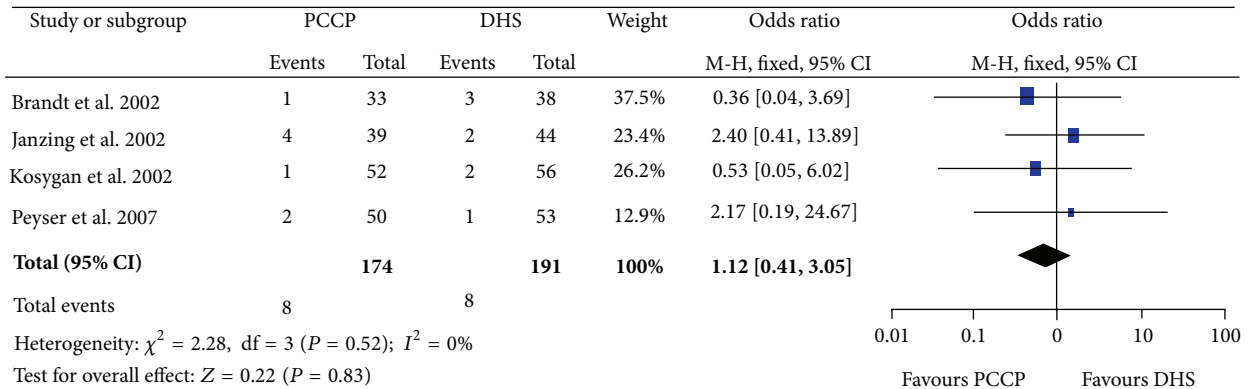 Study or subgroup PCCP DHS Weight Odds ratio Odds ratio
Events Total Events Total M-H, fixed, 95% CI M-H, fixed, 95% CI
Brandt et al. 2002 1 33 3 38 37.5% 0.36 [0.04, 3.69]
Janzing et al. 2002 4 39 2 44 23.4% 2.40 [0.41, 13.89]
Kosygan et al. 2002 1 52 2 56 26.2% 0.53 [0.05, 6.02]
Peyser et al. 2007 2 50 1 53 12.9% 2.17 [0.19, 24.67]
Total (95% CI) 174 191 100% 1.12 [0.41, 3.05]
Total events 8 8
Heterogeneity: χ² = 2.28, df = 3 (P = 0.52); I² = 0%
Test for overall effect: Z = 0.22 (P = 0.83)
0.01 0.1 0 10 100
Favours PCCP Favours DHS